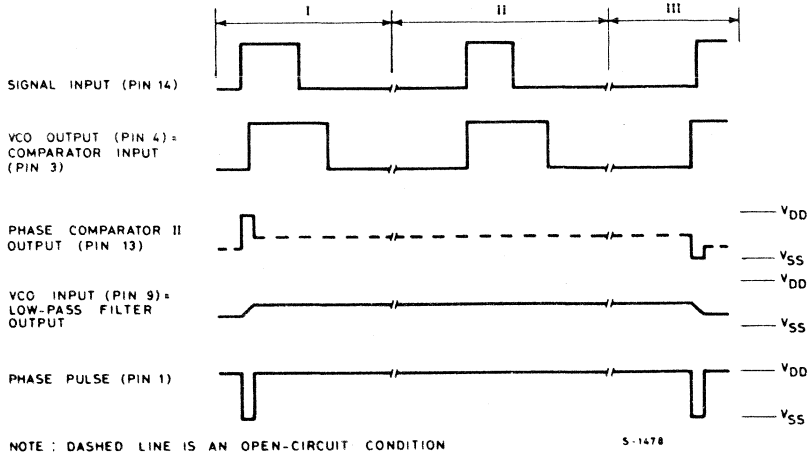 I II III
SIGNAL INPUT (PIN 14)
VCO OUTPUT (PIN 4)=
COMPARATOR INPUT
(PIN 3)
PHASE COMPARATOR II
OUTPUT (PIN 13)
VDD
VSS
VCO INPUT (PIN 9)=
LOW-PASS FILTER
OUTPUT
VDD
VSS
PHASE PULSE (PIN 1)
VDD
VSS
NOTE : DASHED LINE IS AN OPEN-CIRCUIT CONDITION
S-1478